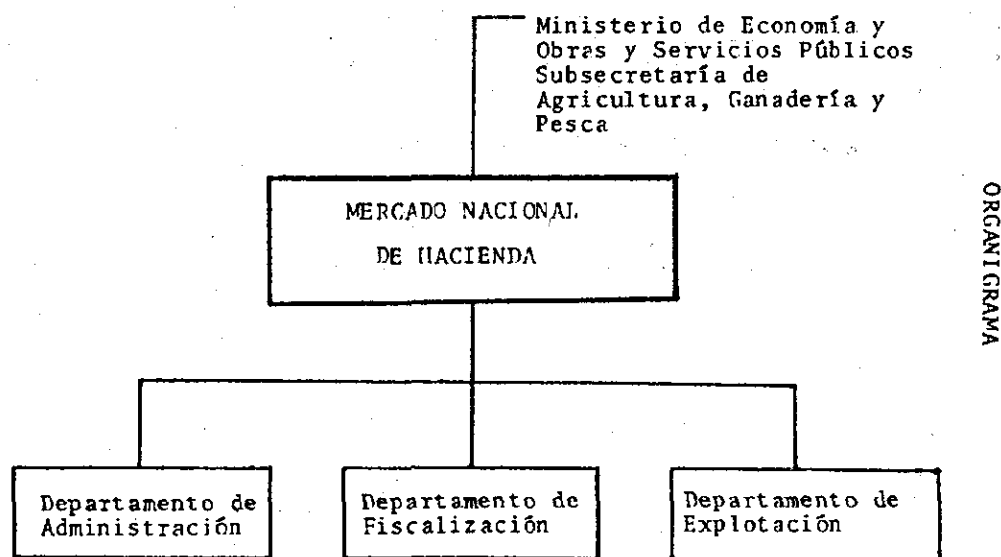 Ministerio de Economía y
Obras y Servicios Públicos
Subsecretaría de
Agricultura, Ganadería y
Pesca
ORGANIGRAMA
MERCADO NACIONAL
DE HACIENDA
Departamento de
Administración
Departamento de
Fiscalización
Departamento de
Explotación